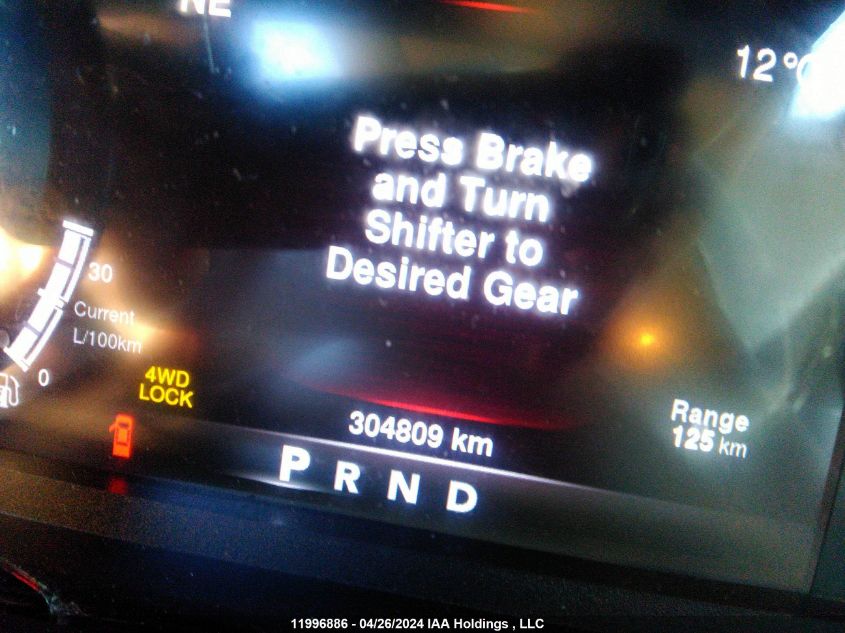 NE
12°C
Press Brake
and Turn
Shifter to
Desired Gear
30
Current
L/100km
0
4WD
LOCK
304809 km
Range
125 km
P R N D
11996886 - 04/26/2024 IAA Holdings , LLC